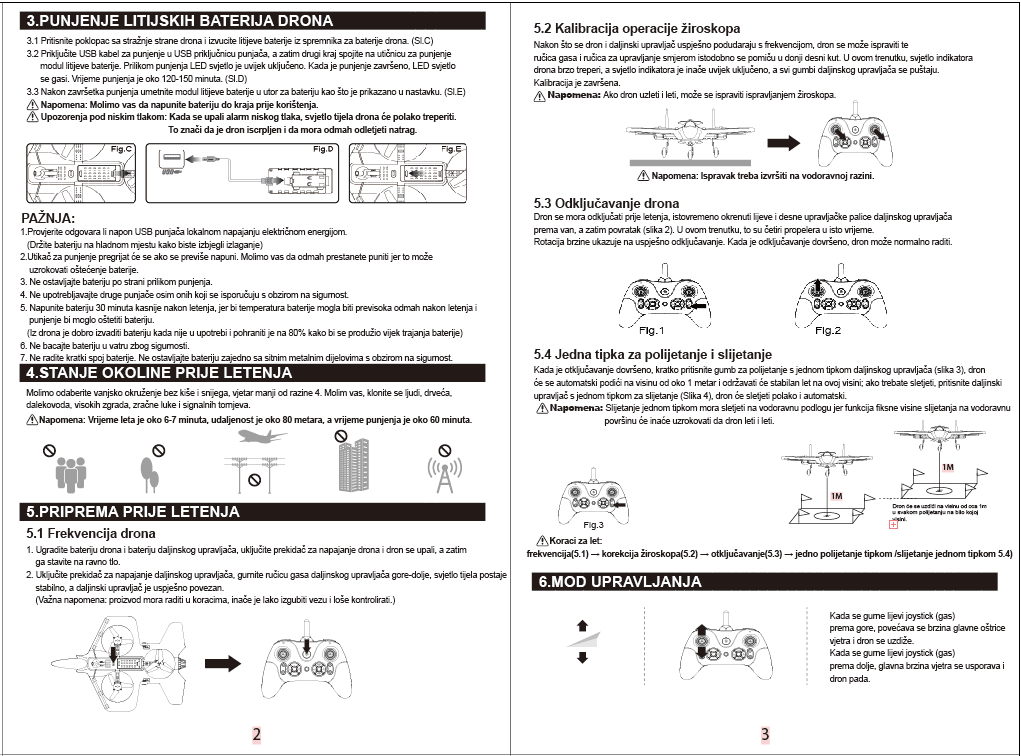 3.PUNJENJE LITIJSKIH BATERIJA DRONA
3.1 Pritisnite poklopac sa stražnje strane drona i izvucite litijeve baterije iz spremnika za baterije drona. (Sl.C)
3.2 Priključite USB kabel za punjenje u USB priključnicu punjača, a zatim drugi kraj spojite na utičnicu za punjenje
modul litijeve baterije. Prilikom punjenja LED svjetlo je uvijek uključeno. Kada je punjenje završeno, LED svjetlo
se gasi. Vrijeme punjenja je oko 120-150 minuta. (Sl.D)
3.3 Nakon završetka punjenja umetnite modul litijeve baterije u utor za bateriju kao što je prikazano u nastavku. (Sl.E)
Napomena: Molimo vas da napunite bateriju do kraja prije korištenja.
Upozorenja pod niskim tlakom: Kada se upali alarm niskog tlaka, svjetlo tijela drona će polako treperiti.
To znači da je dron iscrpljen i da mora odmah odletjeti natrag.
Fig.C
Fig.D
Fig.E
PAŽNJA:
1.Provjerite odgovara li napon USB punjača lokalnom napajanju električnom energijom.
(Držite bateriju na hladnom mjestu kako biste izbjegli izlaganje)
2.Utikač za punjenje pregrijat će se ako se previše napuni. Molimo vas da odmah prestanete puniti jer to može
uzrokovati oštećenje baterije.
3. Ne ostavljajte bateriju po strani prilikom punjenja.
4. Ne upotrebljavajte druge punjače osim onih koji se isporučuju s obzirom na sigurnost.
5. Napunite bateriju 30 minuta kasnije nakon letenja, jer bi temperatura baterije mogla biti previsoka odmah nakon letenja i
punjenje bi moglo oštetiti bateriju.
(Iz drona je dobro izvaditi bateriju kada nije u upotrebi i pohraniti je na 80% kako bi se produžio vijek trajanja baterije)
6. Ne bacajte bateriju u vatru zbog sigurnosti.
7. Ne radite kratki spoj baterije. Ne ostavljajte bateriju zajedno sa sitnim metalnim dijelovima s obzirom na sigurnost.
4.STANJE OKOLINE PRIJE LETENJA
Molimo odaberite vanjsko okruženje bez kiše i snijega, vjetar manji od razine 4. Molim vas, klonite se ljudi, drveća,
dalekovoda, visokih zgrada, zračne luke i signalnih tornjeva.
Napomena: Vrijeme leta je oko 6-7 minuta, udaljenost je oko 80 metara, a vrijeme punjenja je oko 60 minuta.
5.PRIPREMA PRIJE LETENJA
5.1 Frekvencija drona
1. Ugradite bateriju drona i bateriju daljinskog upravljača, uključite prekidač za napajanje drona i dron se upali, a zatim
ga stavite na ravno tlo.
2. Uključite prekidač za napajanje daljinskog upravljača, gurnite ručicu gasa daljinskog upravljača gore-dolje, svjetlo tijela postaje
stabilno, a daljinski upravljač je uspješno povezan.
(Važna napomena: proizvod mora raditi u koracima, inače je lako izgubiti vezu i loše kontrolirati.)
2
5.2 Kalibracija operacije žiroskopa
Nakon što se dron i daljinski upravljač uspješno podudaraju s frekvencijom, dron se može ispraviti te
ručica gasa i ručica za upravljanje smjerom istodobno se pomiču u donji desni kut. U ovom trenutku, svjetlo indikatora
drona brzo treperi, a svjetlo indikatora je inače uvijek uključeno, a svi gumbi daljinskog upravljača se puštaju.
Kalibracija je završena.
Napomena: Ako dron uzleti i leti, može se ispraviti ispravljanjem žiroskopa.
Napomena: Ispravak treba izvršiti na vodoravnoj razini.
5.3 Odključavanje drona
Dron se mora odključati prije letenja, istovremeno okrenuti lijeve i desne upravljačke palice daljinskog upravljača
prema van, a zatim povratak (slika 2). U ovom trenutku, to su četiri propelera u isto vrijeme.
Rotacija brzine ukazuje na uspješno odključavanje. Kada je odključavanje dovršeno, dron može normalno raditi.
Fig.1
Fig.2
5.4 Jedna tipka za polijetanje i slijetanje
Kada je otključavanje dovršeno, kratko pritisnite gumb za polijetanje s jednom tipkom daljinskog upravljača (slika 3), dron
će se automatski podići na visinu od oko 1 metar i održavati će stabilan let na ovoj visini; ako trebate sletjeti, pritisnite daljinski
upravljač s jednom tipkom za slijetanje (Slika 4), dron će sletjeti polako i automatski.
Napomena: Slijetanje jednom tipkom mora sletjeti na vodoravnu podlogu jer funkcija fiksne visine slijetanja na vodoravnu
površinu će inaće uzrokovati da dron leti i leti.
1M
1M
Dron će se uzdići na visinu od oca 1m
u svakom polijetanju na bilo kojoj
visini.
Fig.3
Koraci za let:
frekvencija(5.1) → korekcija žiroskopa(5.2) → otključavanje(5.3) → jedno polijetanje tipkom /slijetanje jednom tipkom 5.4)
6.MOD UPRAVLJANJA
Kada se gurne lijevi joystick (gas)
prema gore, povećava se brzina glavne oštrice
vjetra i dron se uzdiže.
Kada se gurne lijevi joystick (gas)
prema dolje, glavna brzina vjetra se usporava i
dron pada.
3